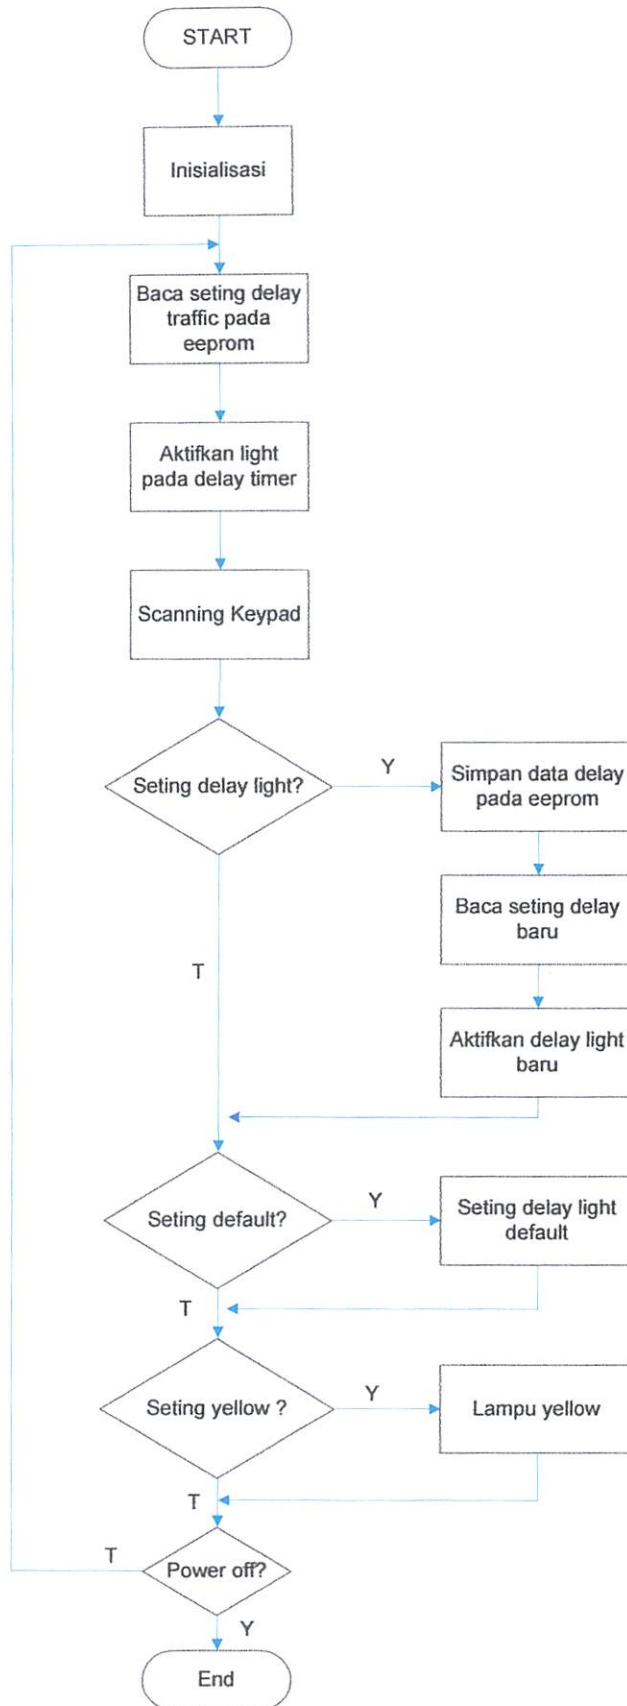 START
Inisialisasi
Baca seting delay
traffic pada
eeprom
Aktifkan light
pada delay timer
Scanning Keypad
Seting delay light?
Y
Simpan data delay
pada eeprom
Baca seting delay
baru
T
Aktifkan delay light
baru
Seting default?
Y
Seting delay light
default
T
Seting yellow ?
Y
Lampu yellow
T
T
Power off?
Y
End